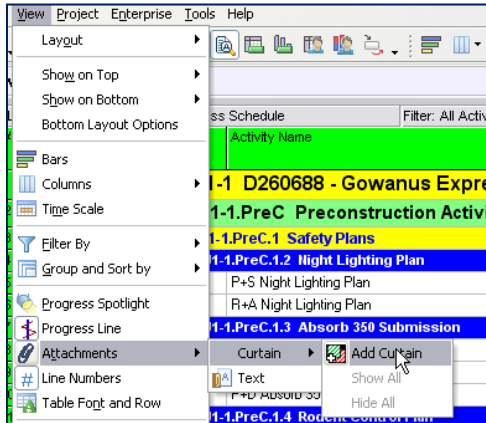 View Project Enterprise Tools Help
Layout
Show on Top
Show on Bottom
ss Schedule Filter: All Activ
Bottom Layout Options
Activity Name
Bars
Columns
-1 D260688 - Gowanus Expre
Time Scale
1-1.PreC Preconstruction Activi
Filter By
1-1.PreC.1 Safety Plans
Group and Sort by
1-1.PreC.1.2 Night Lighting Plan
P+S Night Lighting Plan
Progress Spotlight
R+A Night Lighting Plan
Progress Line
1-1.PreC.1.3 Absorb 350 Submission
Attachments Curtain Add Curtain
Line Numbers Text Show All
Table Font and Row Hide All
1-1.PreC.1.4 Rodent Control Plan